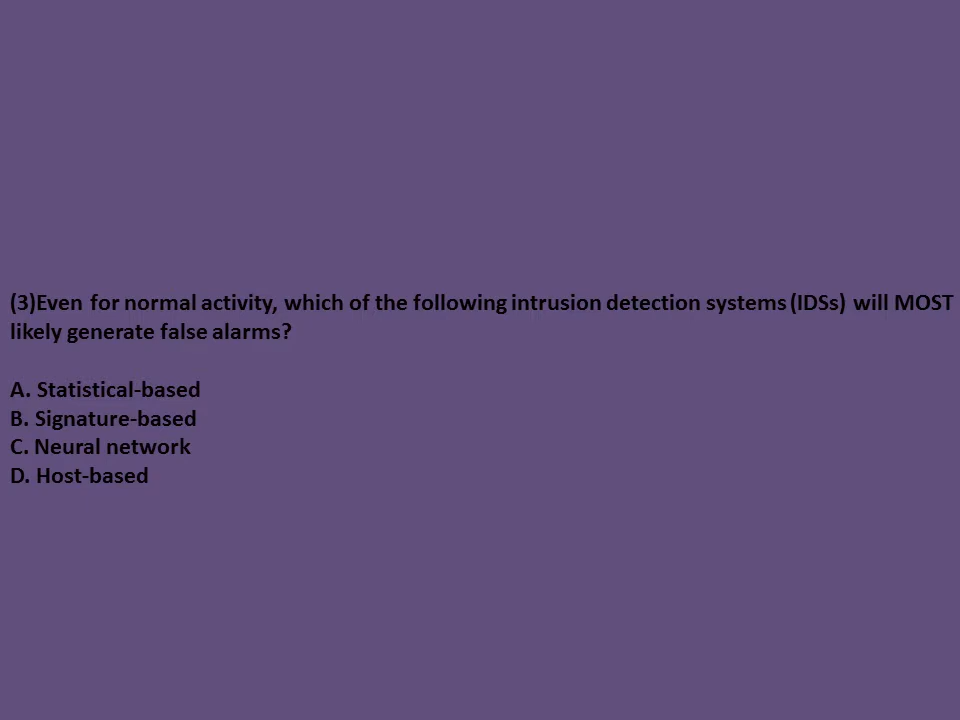 (3)Even for normal activity, which of the following intrusion detection systems (IDSs) will MOST
likely generate false alarms?
A. Statistical-based
B. Signature-based
C. Neural network
D. Host-based